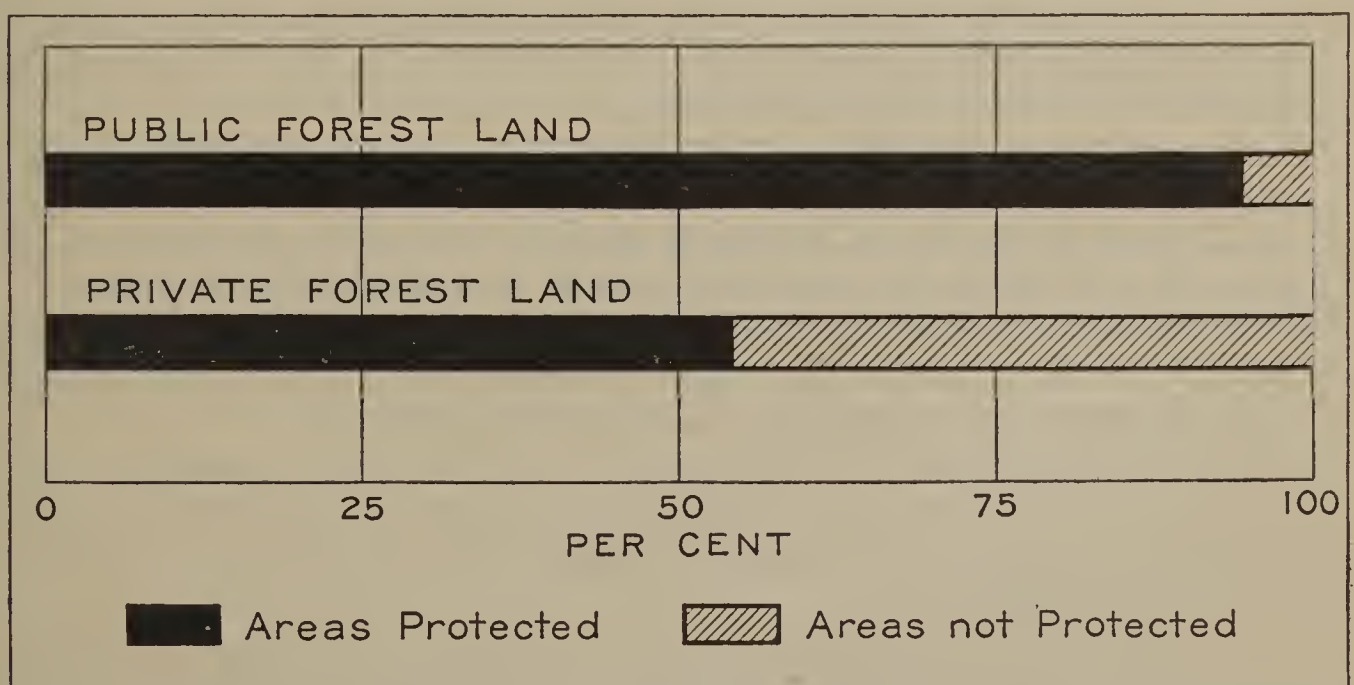 PUBLIC FOREST LAND
PRIVATE FOREST LAND
0 25 50 75 100
PER CENT
Areas Protected Areas not Protected